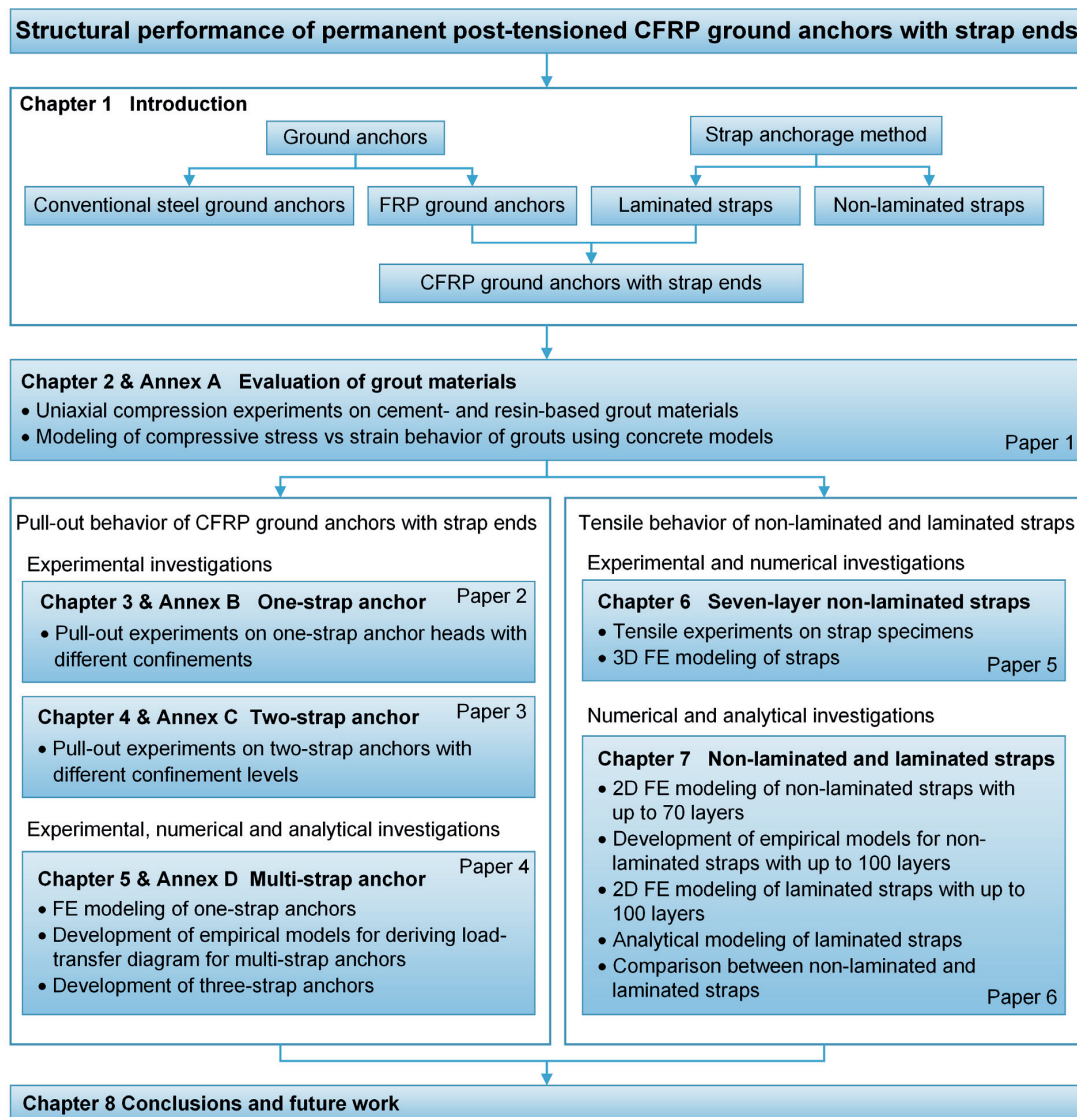 Structural performance of permanent post-tensioned CFRP ground anchors with strap ends
Chapter 1   Introduction
Ground anchors
Strap anchorage method
Conventional steel ground anchors
FRP ground anchors
Laminated straps
Non-laminated straps
CFRP ground anchors with strap ends
Chapter 2 & Annex A   Evaluation of grout materials
• Uniaxial compression experiments on cement- and resin-based grout materials
• Modeling of compressive stress vs strain behavior of grouts using concrete models
Paper 1
Pull-out behavior of CFRP ground anchors with strap ends
Experimental investigations
Paper 2
Chapter 3 & Annex B   One-strap anchor
• Pull-out experiments on one-strap anchor heads with
different confinements
Paper 3
Chapter 4 & Annex C  Two-strap anchor
• Pull-out experiments on two-strap anchors with
different confinement levels
Experimental, numerical and analytical investigations
Paper 4
Chapter 5 & Annex D  Multi-strap anchor
• FE modeling of one-strap anchors
• Development of empirical models for deriving load-
transfer diagram for multi-strap anchors
• Development of three-strap anchors
Tensile behavior of non-laminated and laminated straps
Experimental and numerical investigations
Chapter 6   Seven-layer non-laminated straps
• Tensile experiments on strap specimens
• 3D FE modeling of straps
Paper 5
Numerical and analytical investigations
Chapter 7   Non-laminated and laminated straps
• 2D FE modeling of non-laminated straps with
up to 70 layers
• Development of empirical models for non-
laminated straps with up to 100 layers
• 2D FE modeling of laminated straps with up to
100 layers
• Analytical modeling of laminated straps
• Comparison between non-laminated and
laminated straps
Paper 6
Chapter 8 Conclusions and future work